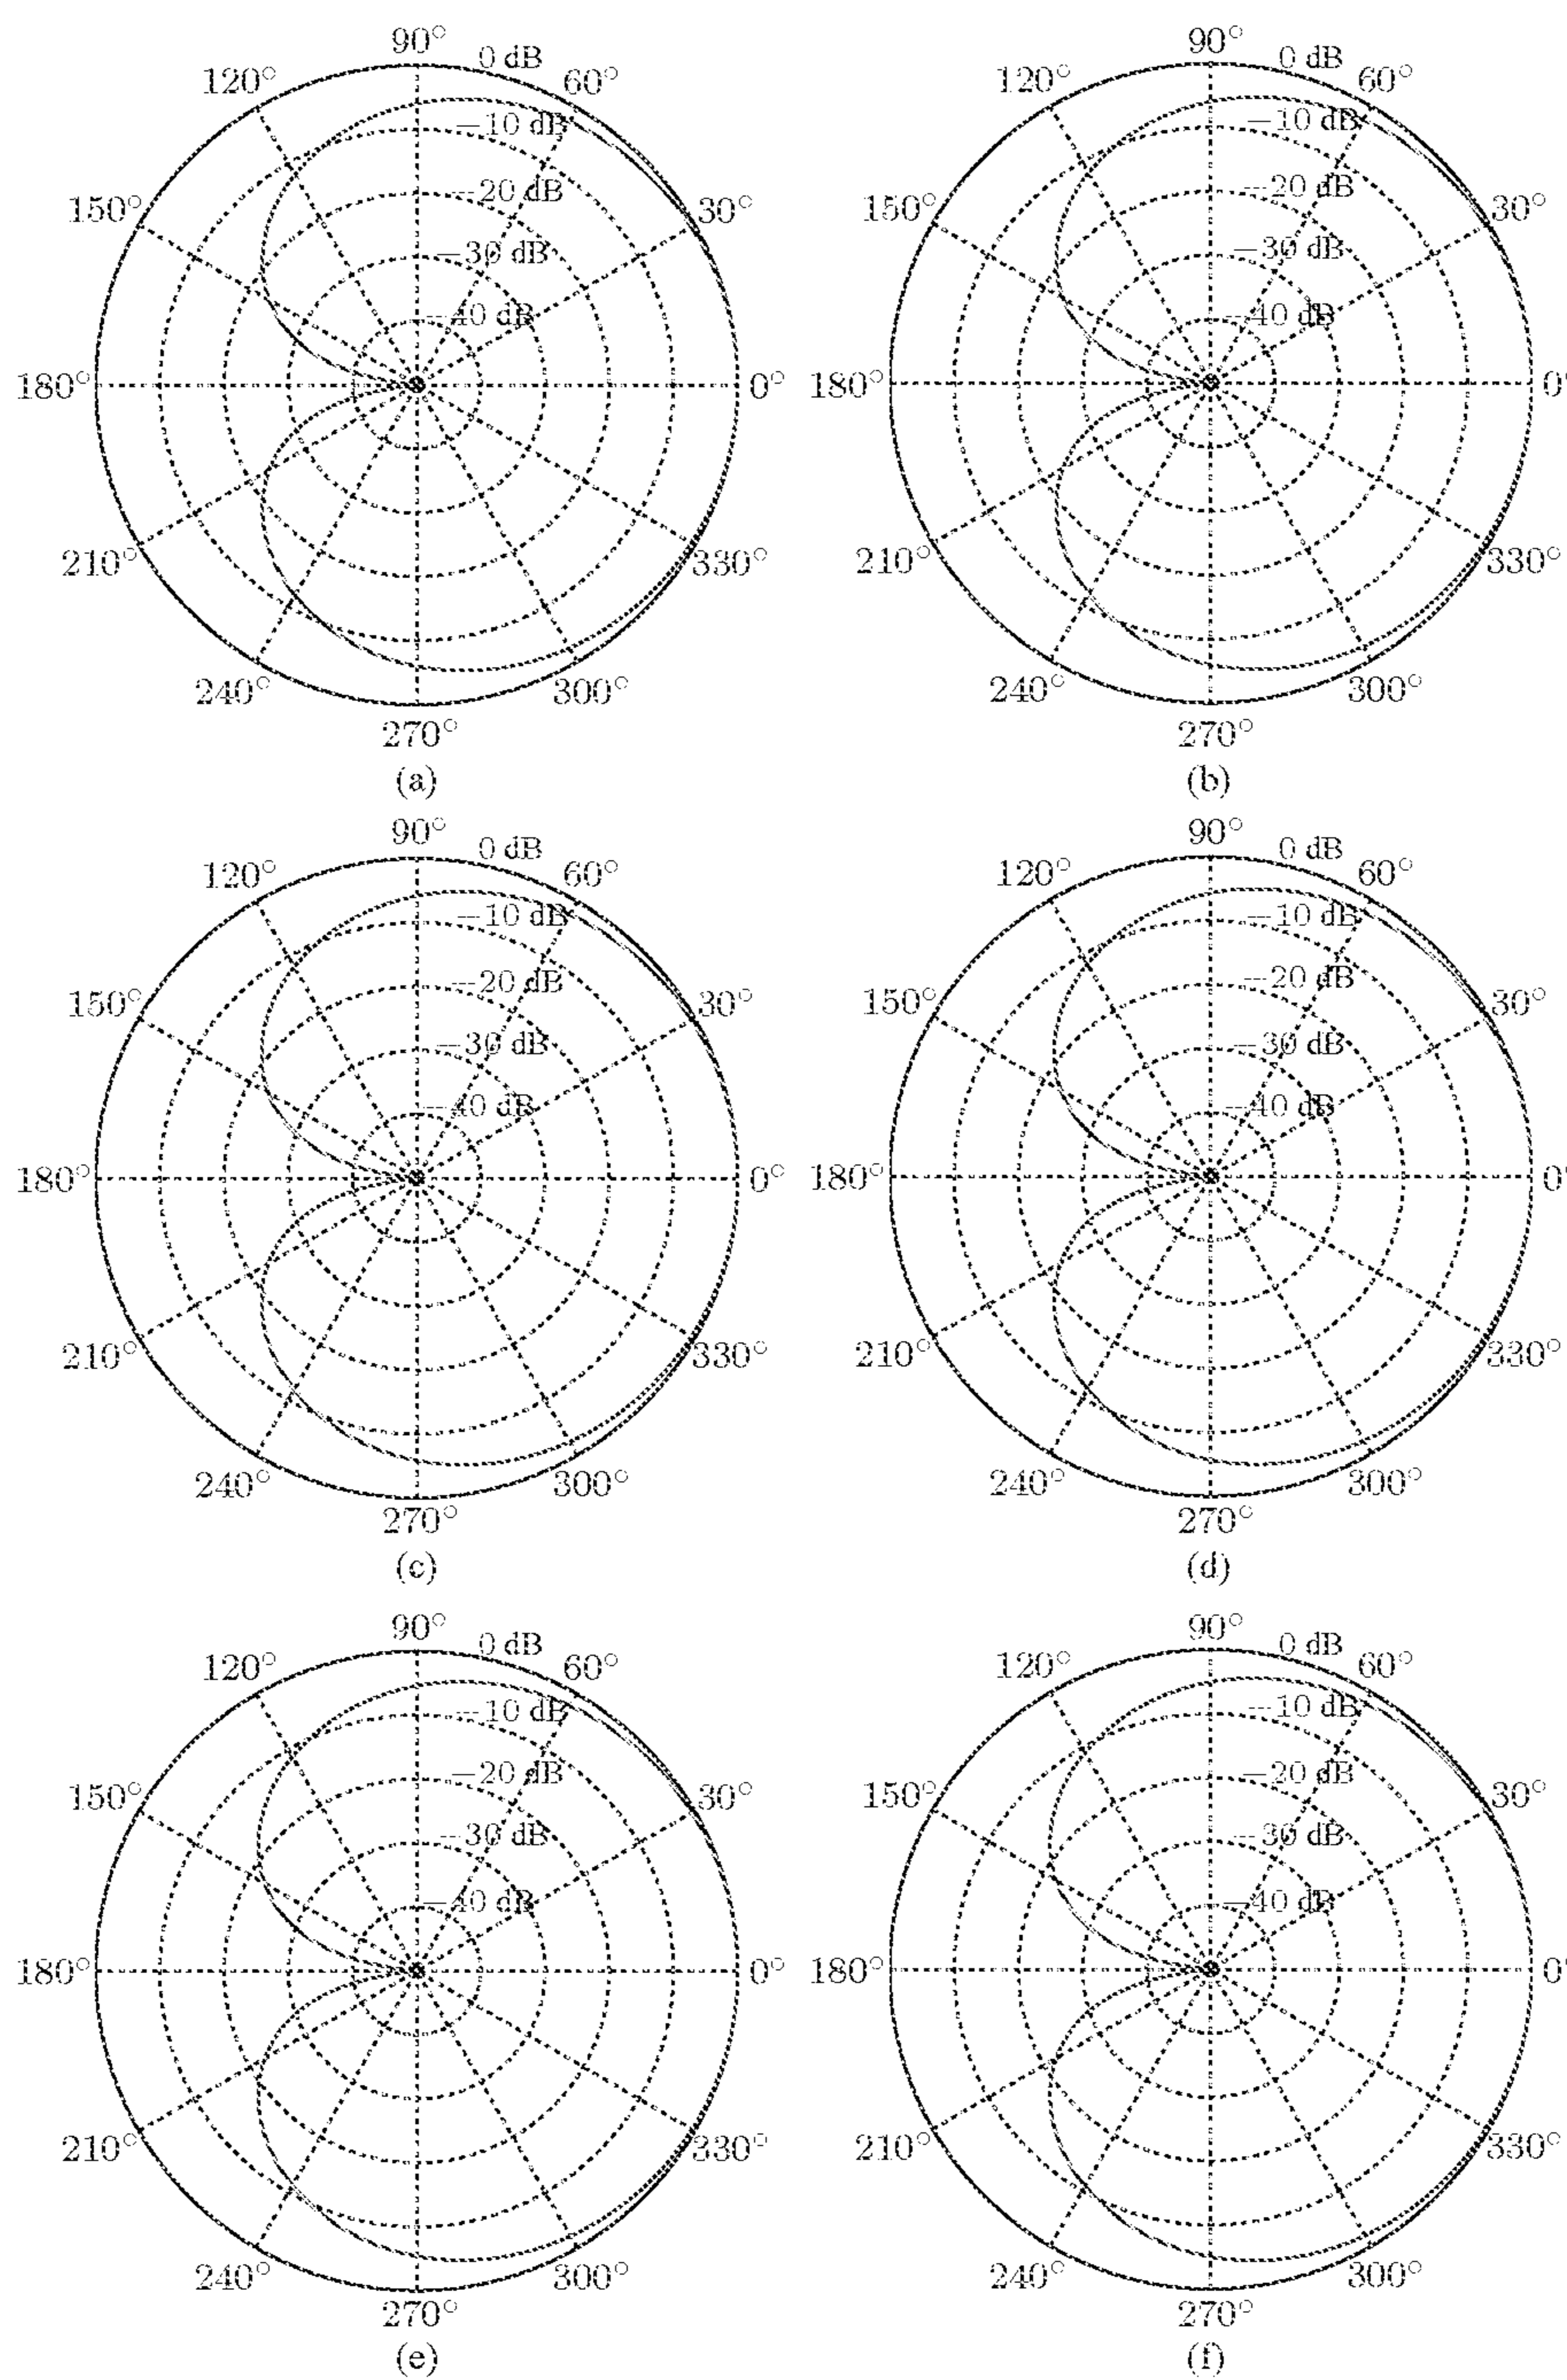 90° 0 dB 90° 0 dB
120° 60° 120° 60°
−10 dB −10 dB
−20 dB −20 dB
150° 30° 150° 30°
−30 dB −30 dB
−40 dB −40 dB
180° 0° 180° 0°
210° 330° 210° 330°
240° 300° 240° 300°
270° 270°
(a) (b)
90° 0 dB 90° 0 dB
120° 60° 120° 60°
−10 dB −10 dB
−20 dB −20 dB
150° 30° 150° 30°
−30 dB −30 dB
−40 dB −40 dB
180° 0° 180° 0°
210° 330° 210° 330°
240° 300° 240° 300°
270° 270°
(c) (d)
90° 0 dB 90° 0 dB
120° 60° 120° 60°
−10 dB −10 dB
−20 dB −20 dB
150° 30° 150° 30°
−30 dB −30 dB
−40 dB −40 dB
180° 0° 180° 0°
210° 330° 210° 330°
240° 300° 240° 300°
270° 270°
(e) (f)